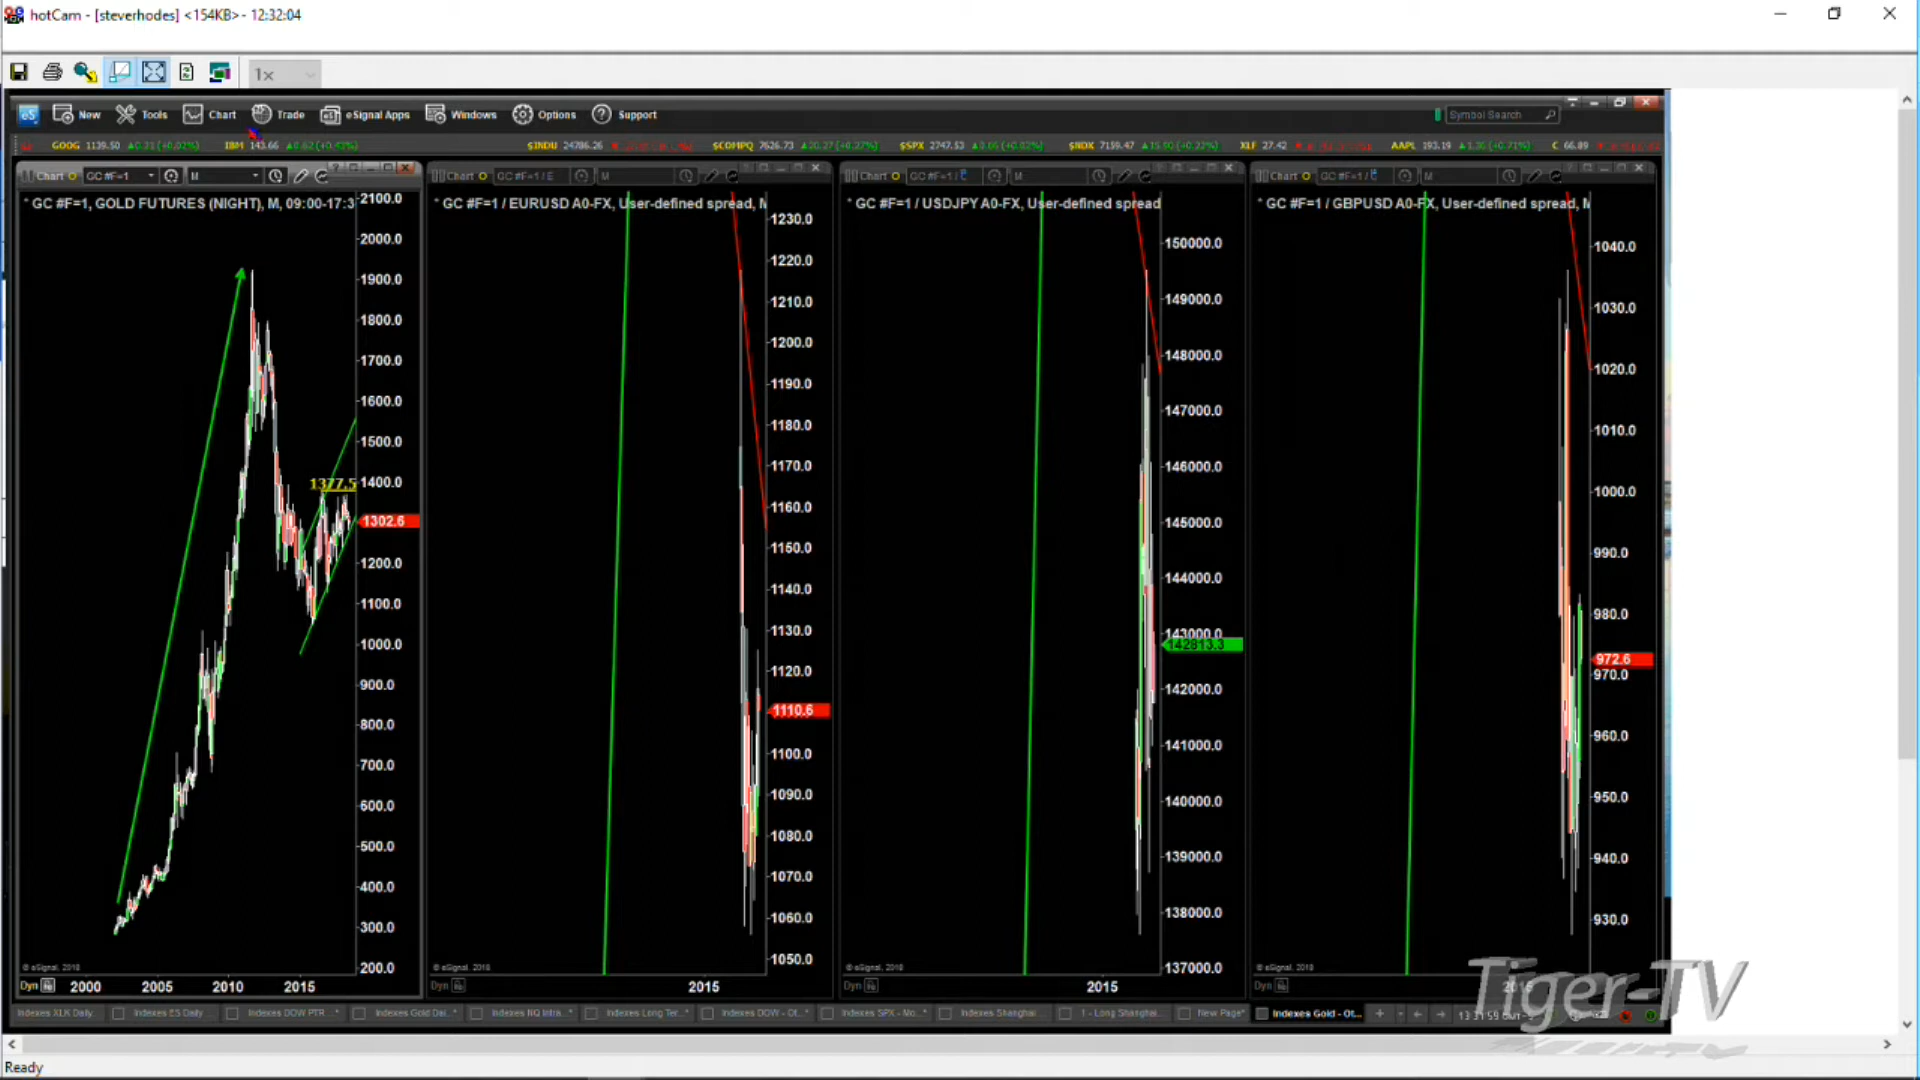 hotCam - [steverhodes] <154KB> - 12:32:04
1x
eS New Tools Chart Trade eSignal Apps Windows Options Support Symbol Search
GOOG 1139.50 ▲0.31 (+0.02%) IBM 143.66 ▲0.62 (+0.43%) $INDU 24786.26 $COMPQ 7626.73 ▲20.27 (+0.27%) $SPX 2747.53 $NDX 7159.47 XLF 27.42 AAPL 193.19 C 66.89
Chart GC #F=1 M
Chart GC #F=1 / E M
Chart GC #F=1 / M
Chart GC #F=1 / M
* GC #F=1, GOLD FUTURES (NIGHT), M, 09:00-17:3
2100.0
2000.0
1900.0
1800.0
1700.0
1600.0
1500.0
1377.5 1400.0
1302.6
1200.0
1100.0
1000.0
900.0
800.0
700.0
600.0
500.0
400.0
300.0
200.0
© eSignal, 2018
Dyn 2000 2005 2010 2015
* GC #F=1 / EURUSD A0-FX, User-defined spread, M
1230.0
1220.0
1210.0
1200.0
1190.0
1180.0
1170.0
1160.0
1150.0
1140.0
1130.0
1120.0
1110.6
1100.0
1090.0
1080.0
1070.0
1060.0
1050.0
© eSignal, 2018
Dyn 2015
* GC #F=1 / USDJPY A0-FX, User-defined spread
150000.0
149000.0
148000.0
147000.0
146000.0
145000.0
144000.0
143000.0
142813.3
142000.0
141000.0
140000.0
139000.0
138000.0
137000.0
© eSignal, 2018
Dyn 2015
* GC #F=1 / GBPUSD A0-FX, User-defined spread, M
1040.0
1030.0
1020.0
1010.0
1000.0
990.0
980.0
972.6
970.0
960.0
950.0
940.0
930.0
© eSignal, 2018
Dyn 2015
Tiger-TV
Indexes XLK Daily Indexes ES Daily Indexes DOW PTR ...* Indexes Gold Dai...* Indexes NQ Intra...* Indexes Long Ter...* Indexes DOW - Ot...* Indexes SPX - Mo...* Indexes Shanghai 1 - Long Shanghai... New Page* Indexes Gold - Ot... 13:31:59
Ready